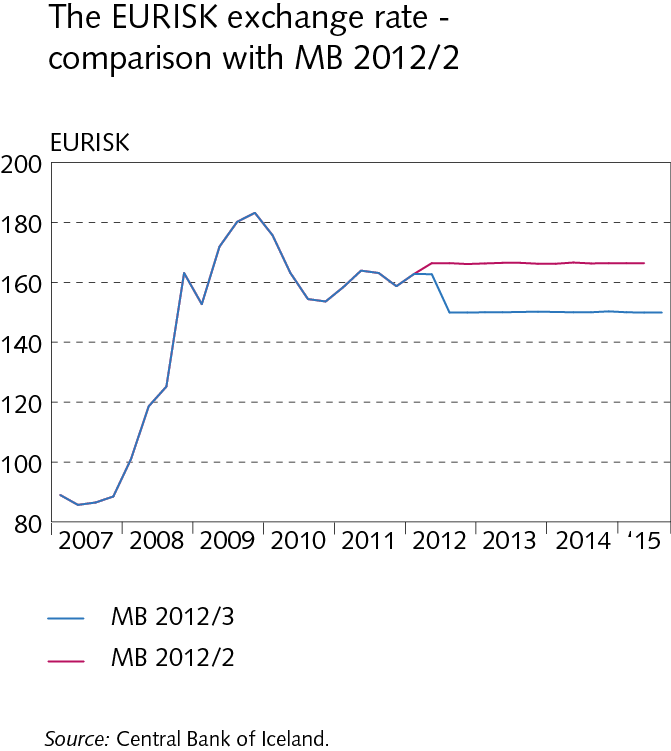 The EURISK exchange rate -
comparison with MB 2012/2
EURISK
200
180
160
140
120
100
80
2007 2008 2009 2010 2011 2012 2013 2014 ‘15
MB 2012/3
MB 2012/2
Source: Central Bank of Iceland.